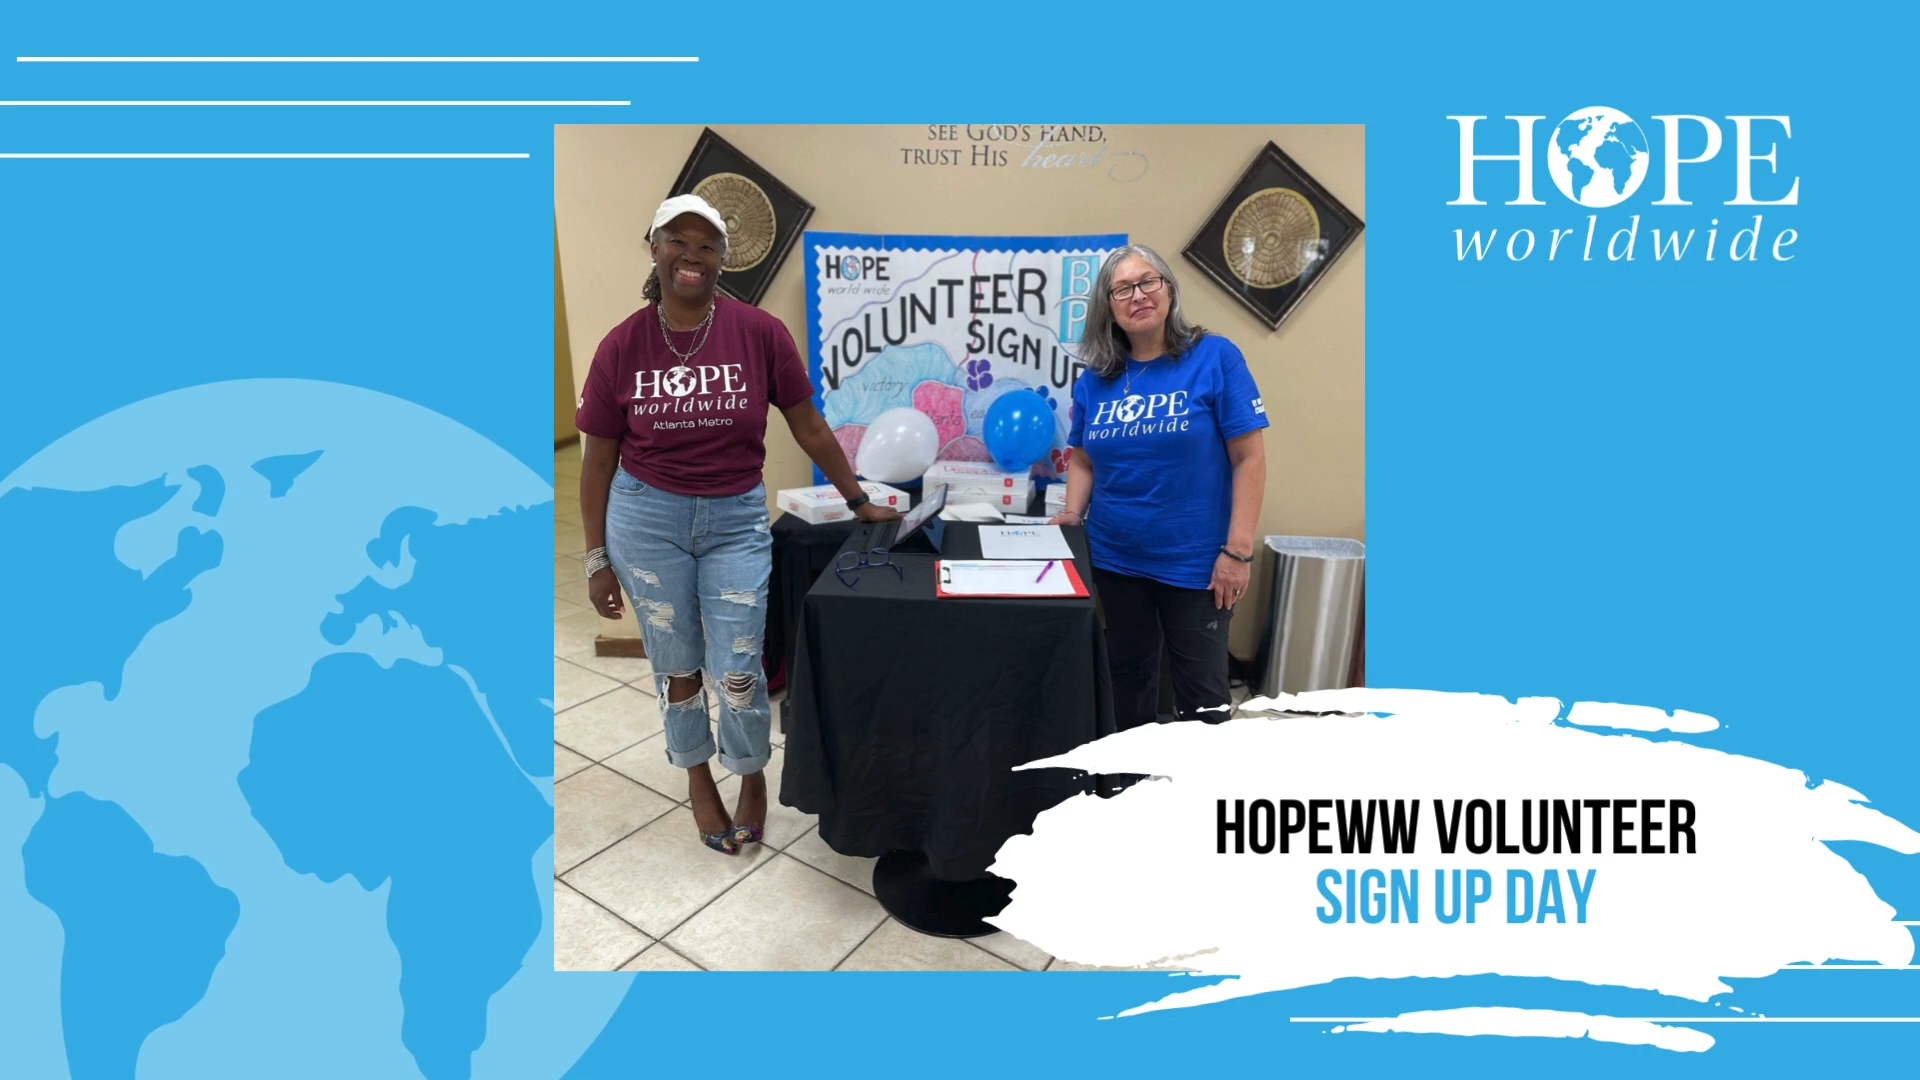 HOPE
worldwide
SEE GOD'S HAND,
TRUST HIS heart
HOPE
world wide
VOLUNTEER
SIGN UP
B
P
victory
HOPE
worldwide
Atlanta Metro
HOPE
worldwide
HOPE
HOPEWW VOLUNTEER
SIGN UP DAY